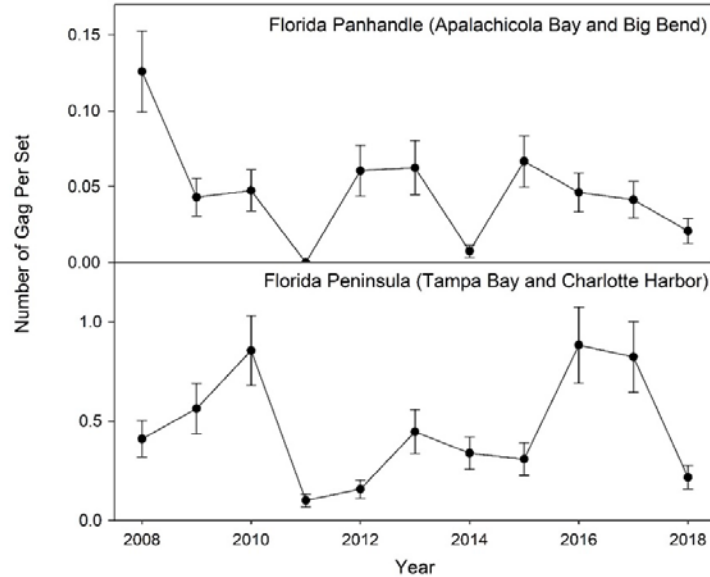 Florida Panhandle (Apalachicola Bay and Big Bend)
0.15
0.10
0.05
0.00
Number of Gag Per Set
Florida Peninsula (Tampa Bay and Charlotte Harbor)
1.0
0.5
0.0
2008 2010 2012 2014 2016 2018
Year